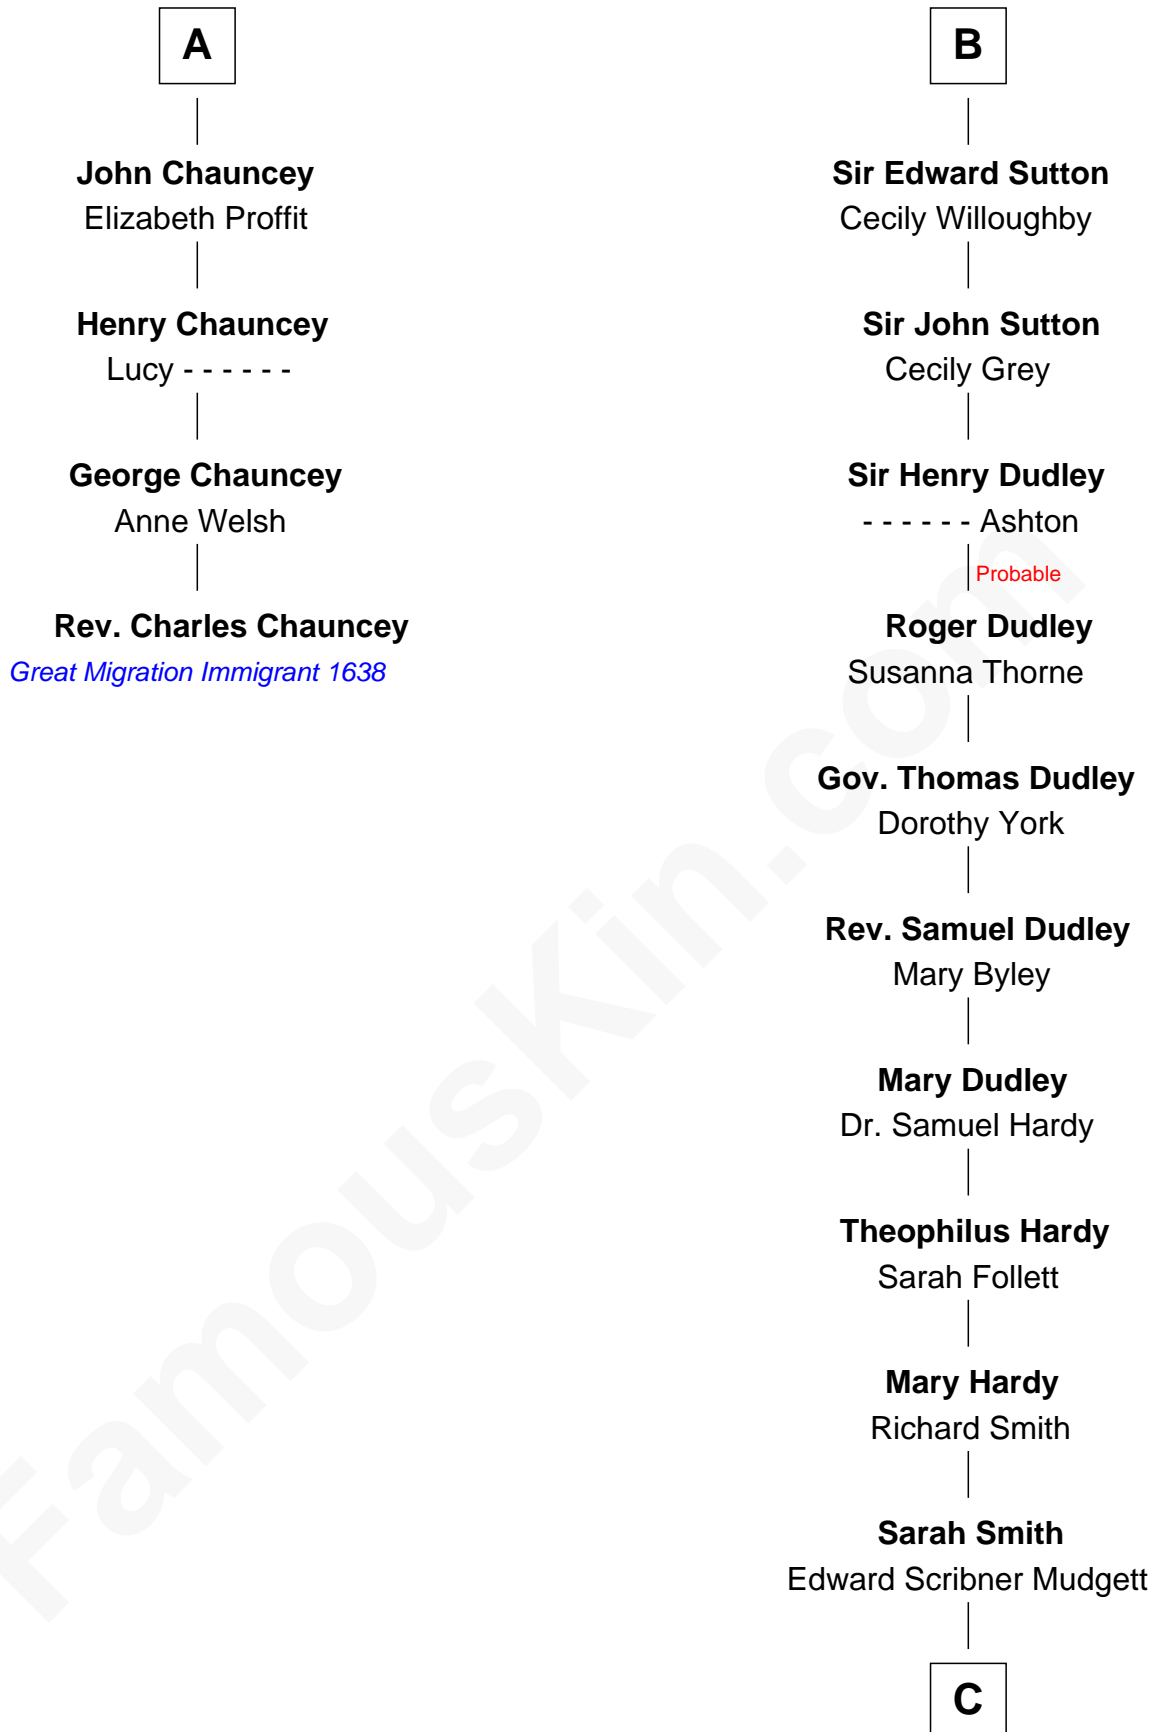 A
John Chauncey
Elizabeth Proffit
Henry Chauncey
Lucy - - - - - -
George Chauncey
Anne Welsh
Rev. Charles Chauncey
Great Migration Immigrant 1638
B
Sir Edward Sutton
Cecily Willoughby
Sir John Sutton
Cecily Grey
Sir Henry Dudley
- - - - - - Ashton
Probable
Roger Dudley
Susanna Thorne
Gov. Thomas Dudley
Dorothy York
Rev. Samuel Dudley
Mary Byley
Mary Dudley
Dr. Samuel Hardy
Theophilus Hardy
Sarah Follett
Mary Hardy
Richard Smith
Sarah Smith
Edward Scribner Mudgett
C
FamousKin.com